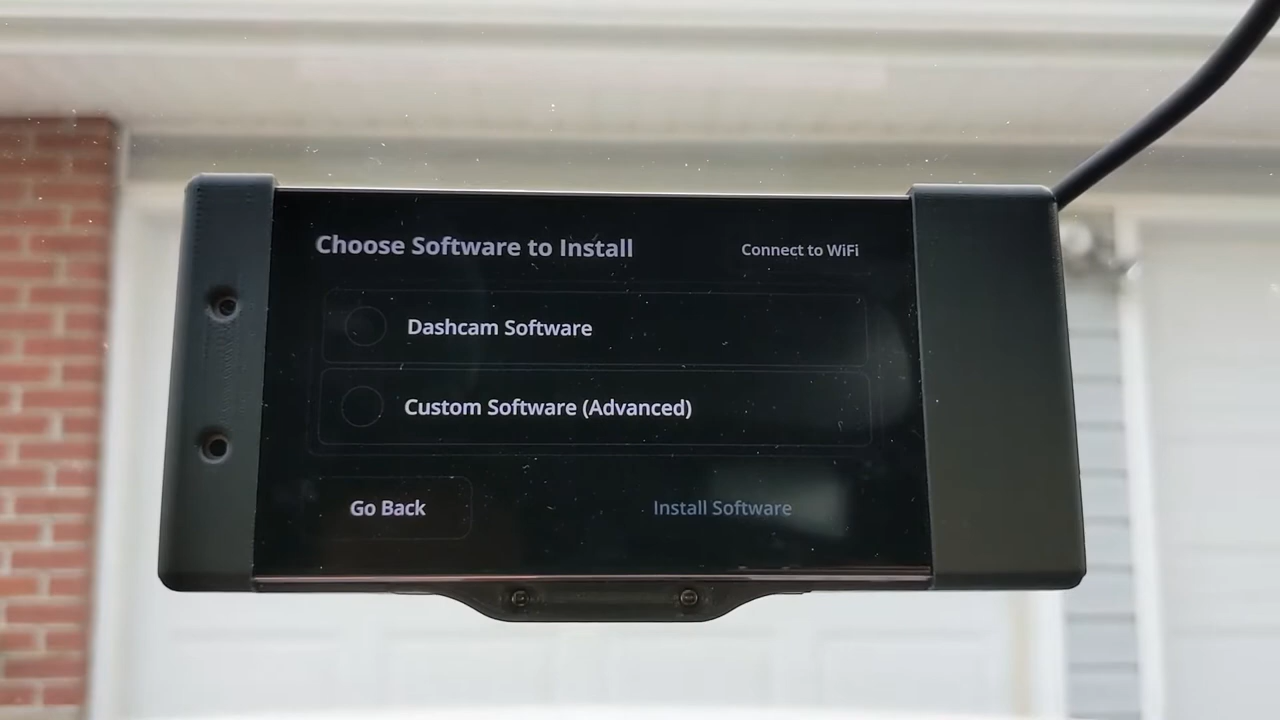 Choose Software to Install
Connect to WiFi
Dashcam Software
Custom Software (Advanced)
Go Back
Install Software